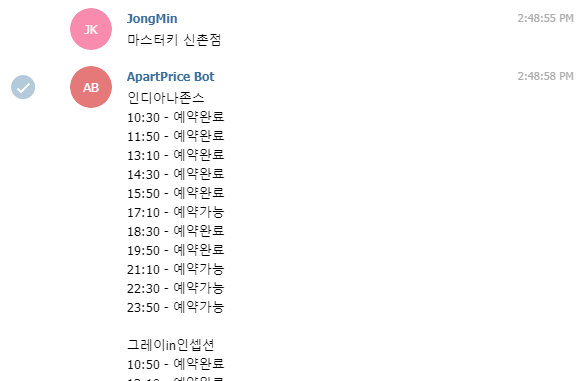 JK
JongMin
2:48:55 PM
마스터키 신촌점
AB
ApartPrice Bot
2:48:58 PM
인디아나존스
10:30 - 예약완료
11:50 - 예약완료
13:10 - 예약완료
14:30 - 예약완료
15:50 - 예약완료
17:10 - 예약가능
18:30 - 예약완료
19:50 - 예약완료
21:10 - 예약가능
22:30 - 예약가능
23:50 - 예약가능
그레이in인셉션
10:50 - 예약완료